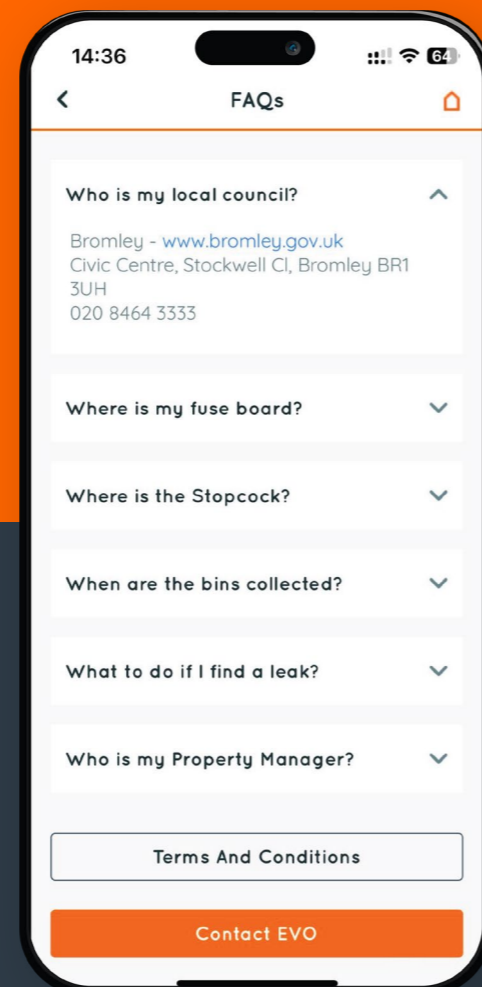 14:36
64
FAQs
Who is my local council?
Bromley - www.bromley.gov.uk
Civic Centre, Stockwell Cl, Bromley BR1
3UH
020 8464 3333
Where is my fuse board?
Where is the Stopcock?
When are the bins collected?
What to do if I find a leak?
Who is my Property Manager?
Terms And Conditions
Contact EVO